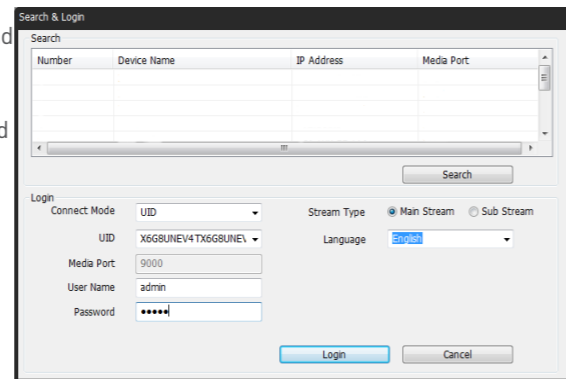 Search & Login
Search
Number Device Name IP Address Media Port
Search
Login
Connect Mode UID Stream Type Main Stream Sub Stream
UID X6G8UNEV4TX6G8UNEV Language English
Media Port 9000
User Name admin
Password •••••
Login Cancel